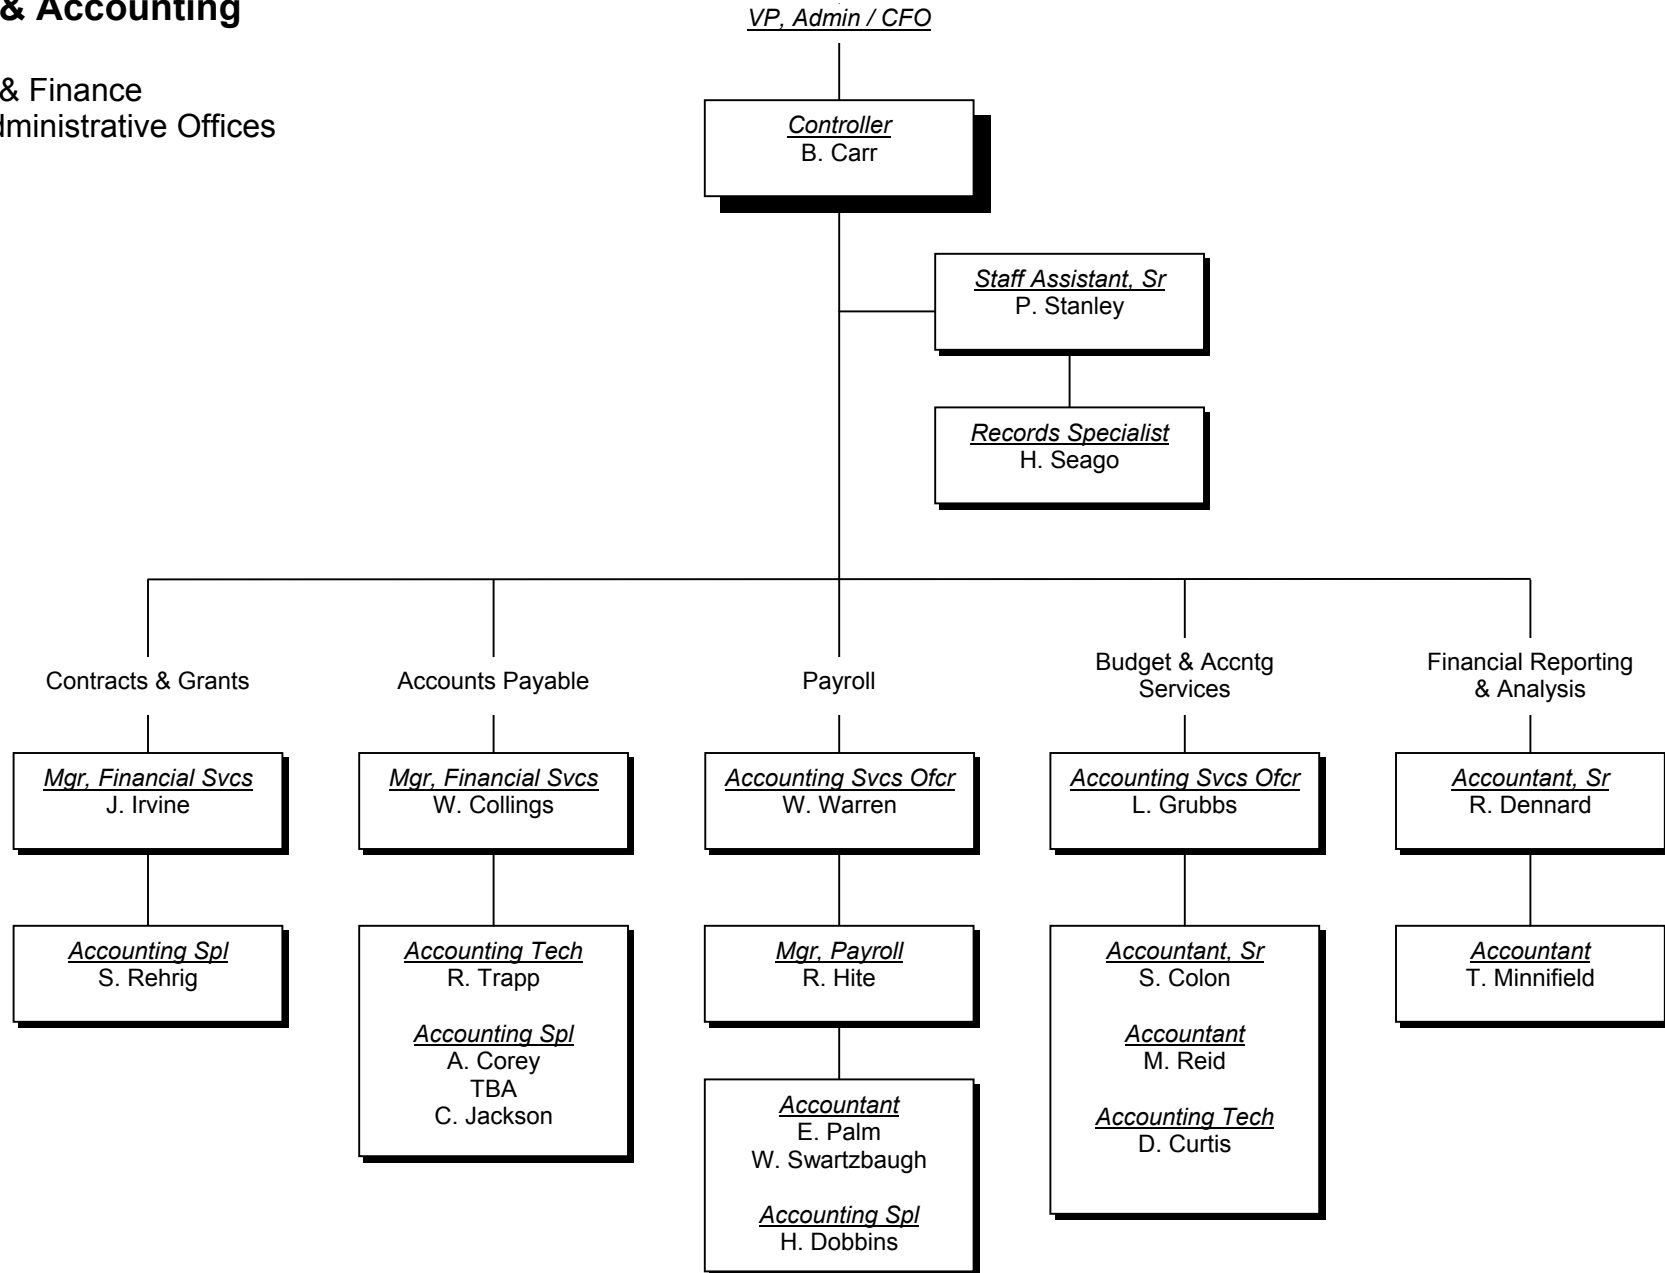 & Accounting
& Finance
Administrative Offices
VP, Admin / CFO
Controller
B. Carr
Staff Assistant, Sr
P. Stanley
Records Specialist
H. Seago
Contracts & Grants
Mgr, Financial Svcs
J. Irvine
Accounting Spl
S. Rehrig
Accounts Payable
Mgr, Financial Svcs
W. Collings
Accounting Tech
R. Trapp
Accounting Spl
A. Corey
TBA
C. Jackson
Payroll
Accounting Svcs Ofcr
W. Warren
Mgr, Payroll
R. Hite
Accountant
E. Palm
W. Swartzbaugh
Accounting Spl
H. Dobbins
Budget & Accntg
Services
Accounting Svcs Ofcr
L. Grubbs
Accountant, Sr
S. Colon
Accountant
M. Reid
Accounting Tech
D. Curtis
Financial Reporting
& Analysis
Accountant, Sr
R. Dennard
Accountant
T. Minnifield